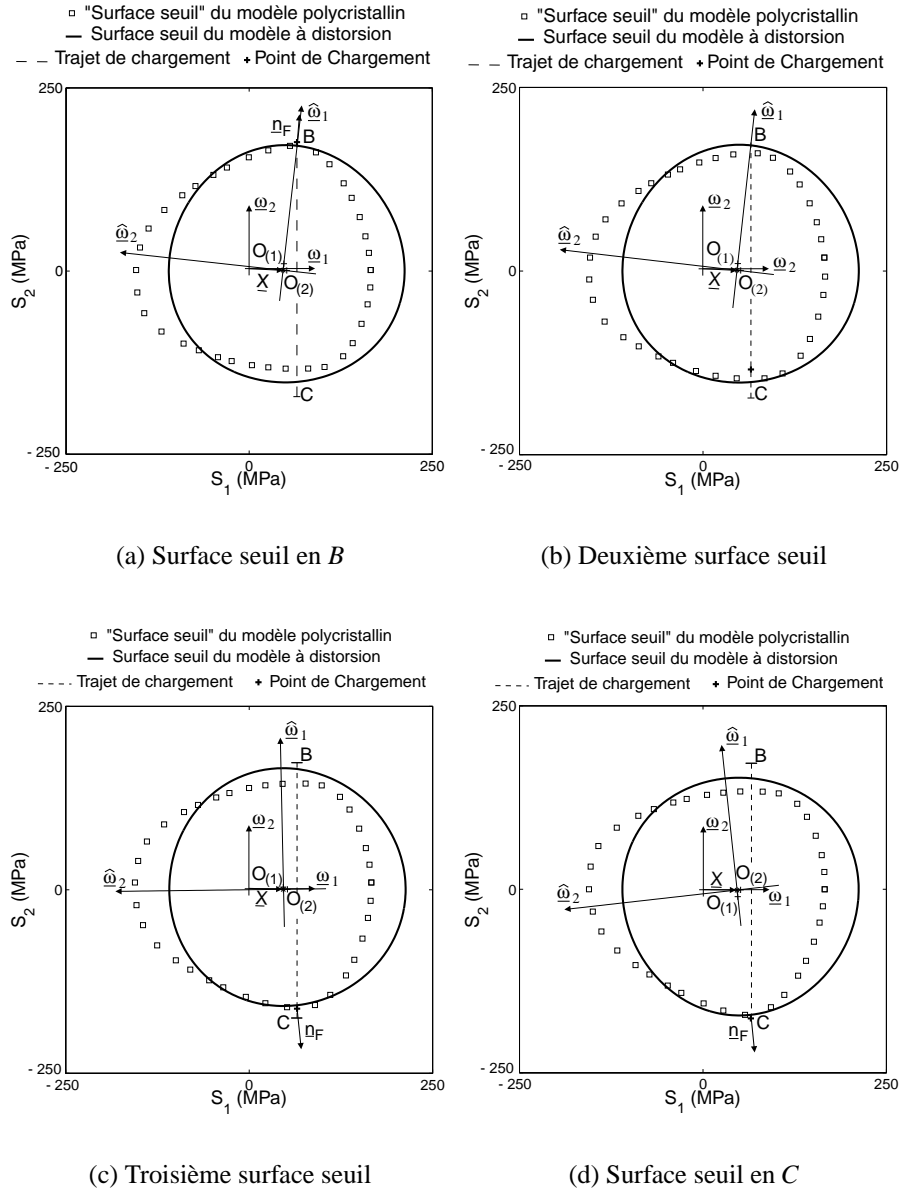 "Surface seuil" du modèle polycristallin
Surface seuil du modèle à distorsion
Trajet de chargement
Point de Chargement
250
ω̂1
nF
B
ω2
ω̂2
O(1)
ω1
S2 (MPa)
0
X
O(2)
C
- 250
- 250
0
250
S1 (MPa)
(a) Surface seuil en B
"Surface seuil" du modèle polycristallin
Surface seuil du modèle à distorsion
Trajet de chargement
Point de Chargement
250
ω̂1
B
ω2
ω̂2
O(1)
ω2
S2 (MPa)
0
X
O(2)
C
- 250
- 250
0
250
S1 (MPa)
(b) Deuxième surface seuil
"Surface seuil" du modèle polycristallin
Surface seuil du modèle à distorsion
Trajet de chargement
Point de Chargement
250
ω̂1
B
ω2
O(1)
ω̂2
ω1
S2 (MPa)
0
X
O(2)
C
nF
- 250
- 250
0
250
S1 (MPa)
(c) Troisième surface seuil
"Surface seuil" du modèle polycristallin
Surface seuil du modèle à distorsion
Trajet de chargement
Point de Chargement
250
ω̂1
B
ω2
X
O(2)
S2 (MPa)
0
ω̂2
O(1)
ω1
C
nF
- 250
- 250
0
250
S1 (MPa)
(d) Surface seuil en C